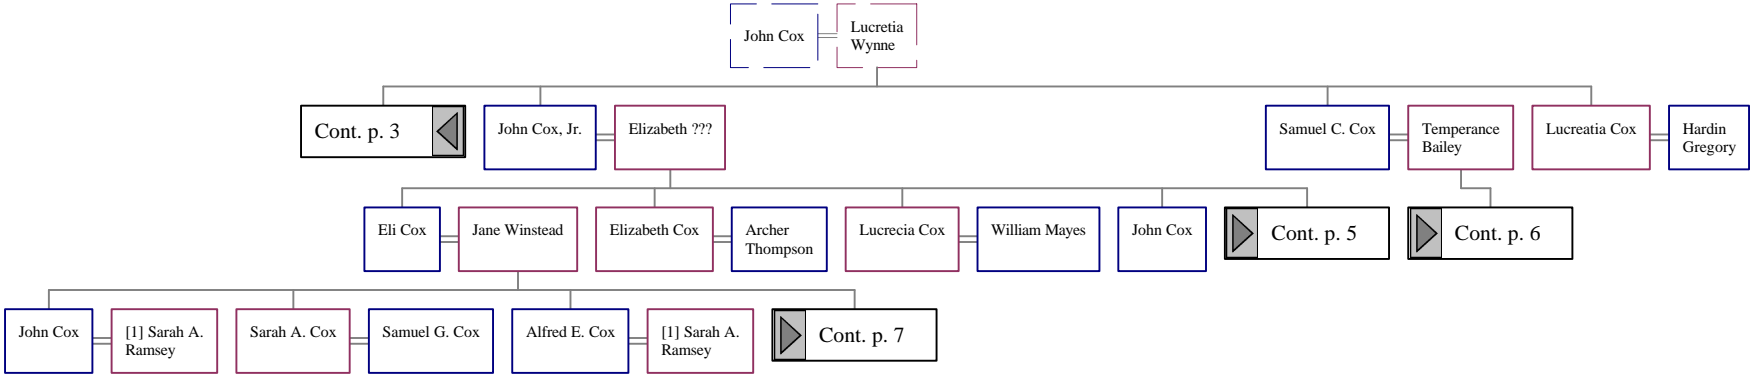 John Cox
Lucretia
Wynne
Cont. p. 3
John Cox, Jr.
Elizabeth ???
Samuel C. Cox
Temperance
Bailey
Lucreatia Cox
Hardin
Gregory
Eli Cox
Jane Winstead
Elizabeth Cox
Archer
Thompson
Lucrecia Cox
William Mayes
John Cox
Cont. p. 5
Cont. p. 6
John Cox
[1] Sarah A.
Ramsey
Sarah A. Cox
Samuel G. Cox
Alfred E. Cox
[1] Sarah A.
Ramsey
Cont. p. 7